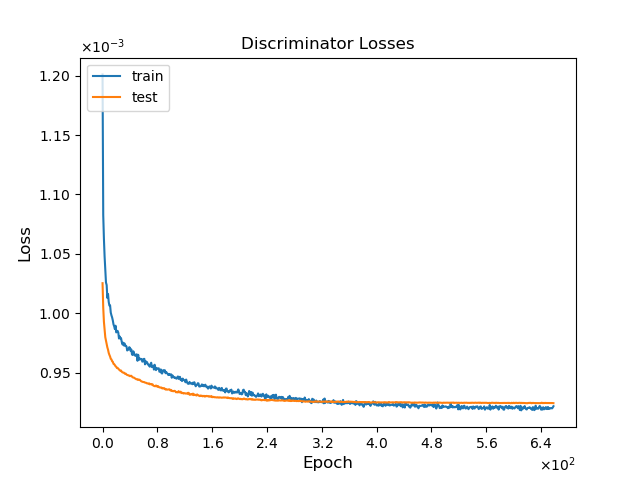 Discriminator Losses
×10⁻³
train
test
1.20
1.15
1.10
1.05
1.00
0.95
Loss
0.0 0.8 1.6 2.4 3.2 4.0 4.8 5.6 6.4
Epoch
×10²